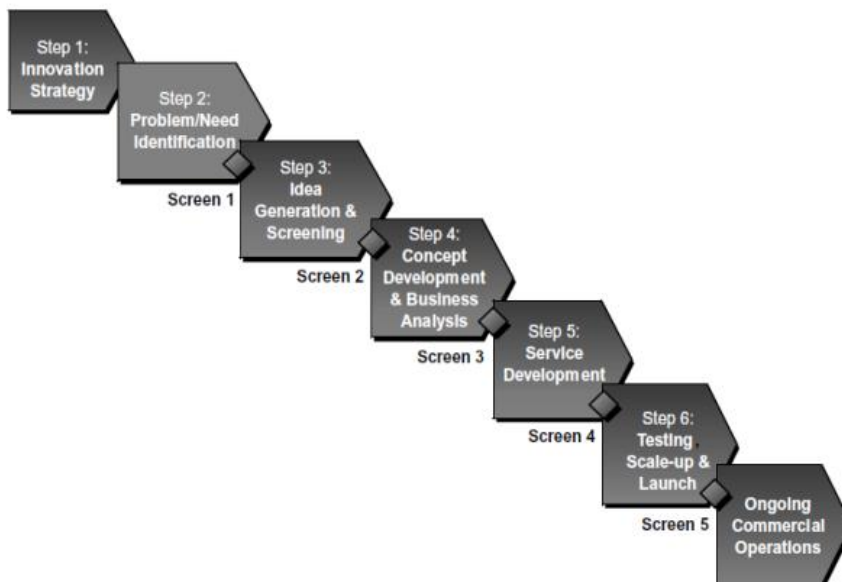 Step 1:
Innovation
Strategy
Step 2:
Problem/Need
Identification
Screen 1
Step 3:
Idea
Generation &
Screening
Screen 2
Step 4:
Concept
Development
& Business
Analysis
Screen 3
Step 5:
Service
Development
Screen 4
Step 6:
Testing,
Scale-up &
Launch
Screen 5
Ongoing
Commercial
Operations